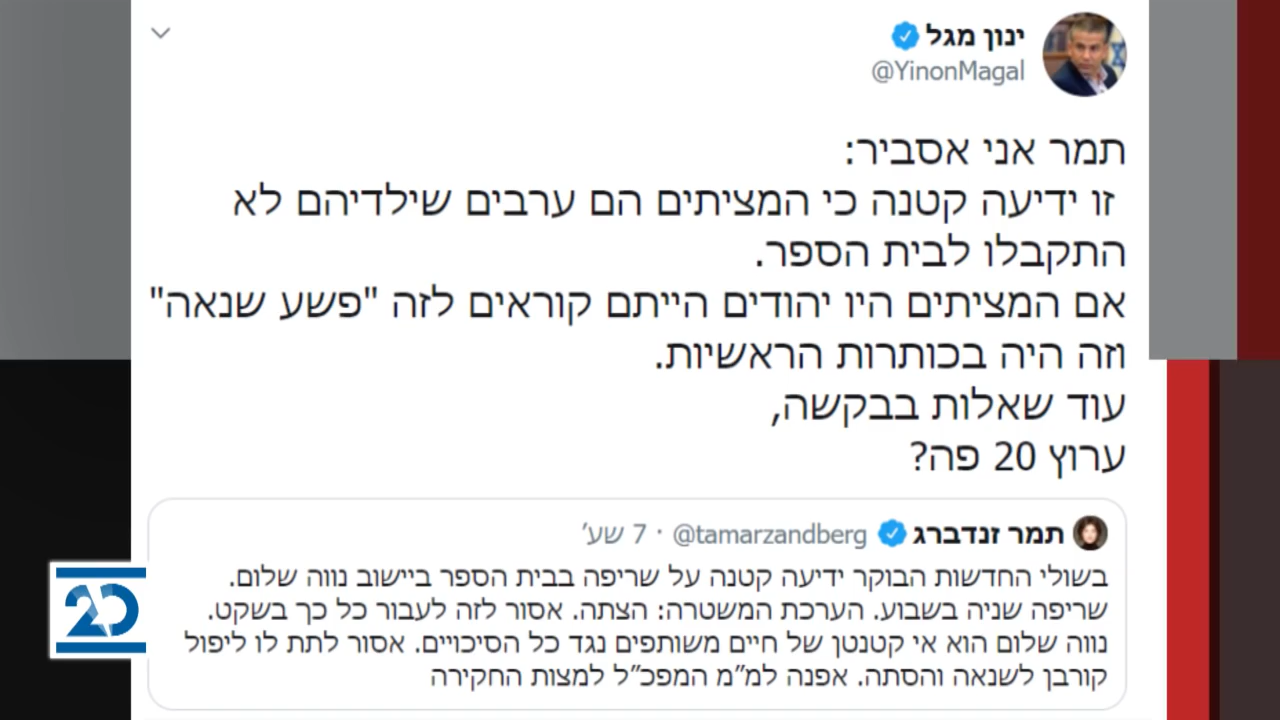 ינון מגל
@YinonMagal
תמר אני אסביר:
זו ידיעה קטנה כי המציתים הם ערבים שילדיהם לא
התקבלו לבית הספר.
אם המציתים היו יהודים הייתם קוראים לזה "פשע שנאה"
וזה היה בכותרות הראשיות.
עוד שאלות בבקשה,
ערוץ 20 פה?
תמר זנדברג @tamarzandberg · 7 שע'
בשולי החדשות הבוקר ידיעה קטנה על שריפה בבית הספר ביישוב נווה שלום.
שריפה שניה בשבוע. הערכת המשטרה: הצתה. אסור לזה לעבור כל כך בשקט.
נווה שלום הוא אי קטנטן של חיים משותפים נגד כל הסיכויים. אסור לתת לו ליפול
קורבן לשנאה והסתה. אפנה למ"מ המפכ"ל למצות החקירה
20